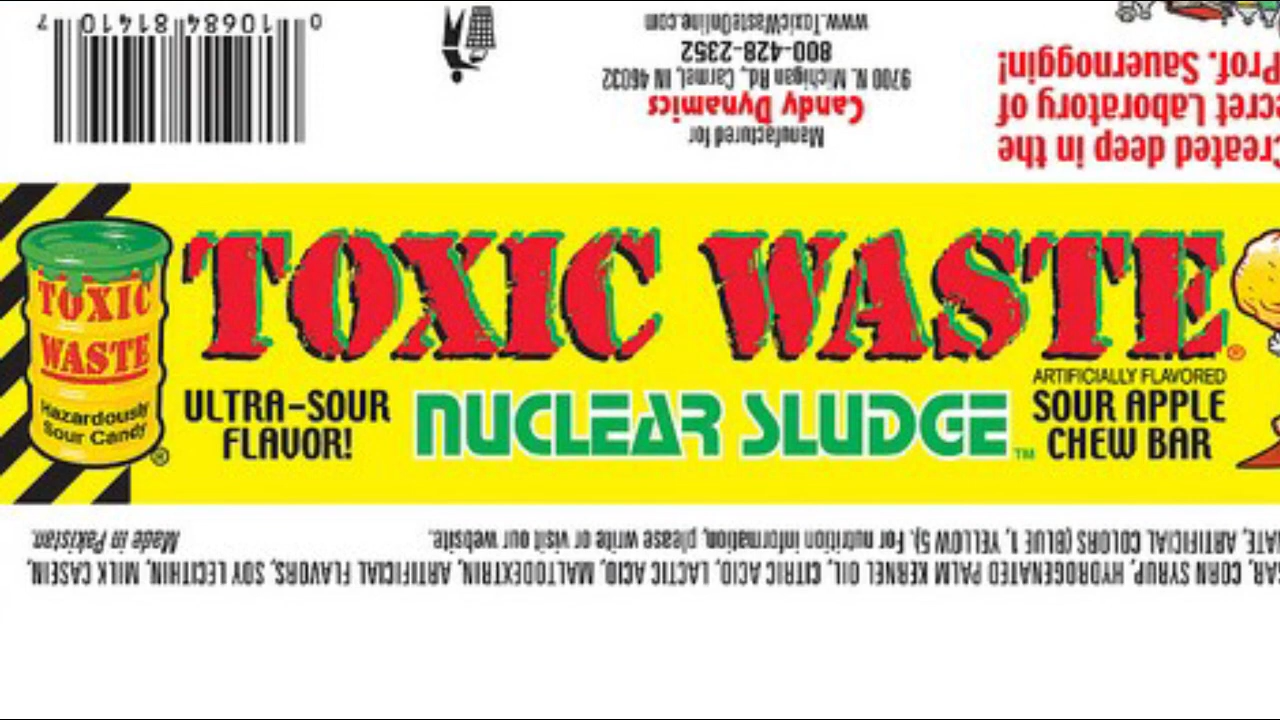 0 10684 81410 7
www.ToxicWasteOnline.com
800-428-2352
9700 N. Michigan Rd., Carmel, IN 46032
Candy Dynamics
Manufactured for
Prof. Sauernoggin!
cret Laboratory of
Created deep in the
TOXIC WASTE®
TOXIC
WASTE
Hazardously
Sour Candy
®
ULTRA-SOUR
FLAVOR!
NUCLEAR SLUDGE™
ARTIFICIALLY FLAVORED
SOUR APPLE
CHEW BAR
GAR, CORN SYRUP, HYDROGENATED PALM KERNEL OIL, CITRIC ACID, LACTIC ACID, MALTODEXTRIN, ARTIFICIAL FLAVORS, SOY LECITHIN, MILK CASEIN,
ATE, ARTIFICIAL COLORS (BLUE 1, YELLOW 5). For nutrition information, please write or visit our website.
Made in Pakistan.